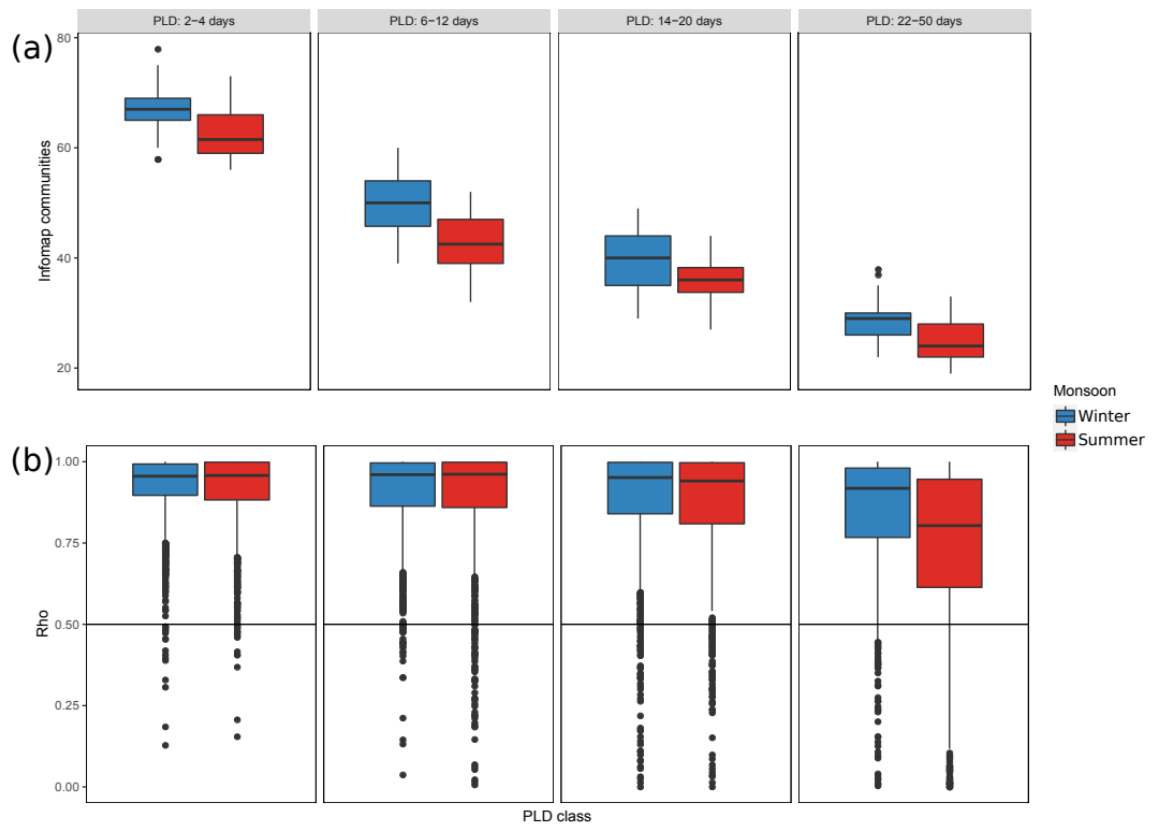 PLD: 2−4 days
PLD: 6−12 days
PLD: 14−20 days
PLD: 22−50 days
(a)
80
60
40
20
Infomap communities
Monsoon
Winter
Summer
(b)
1.00
0.75
0.50
0.25
0.00
Rho
PLD class